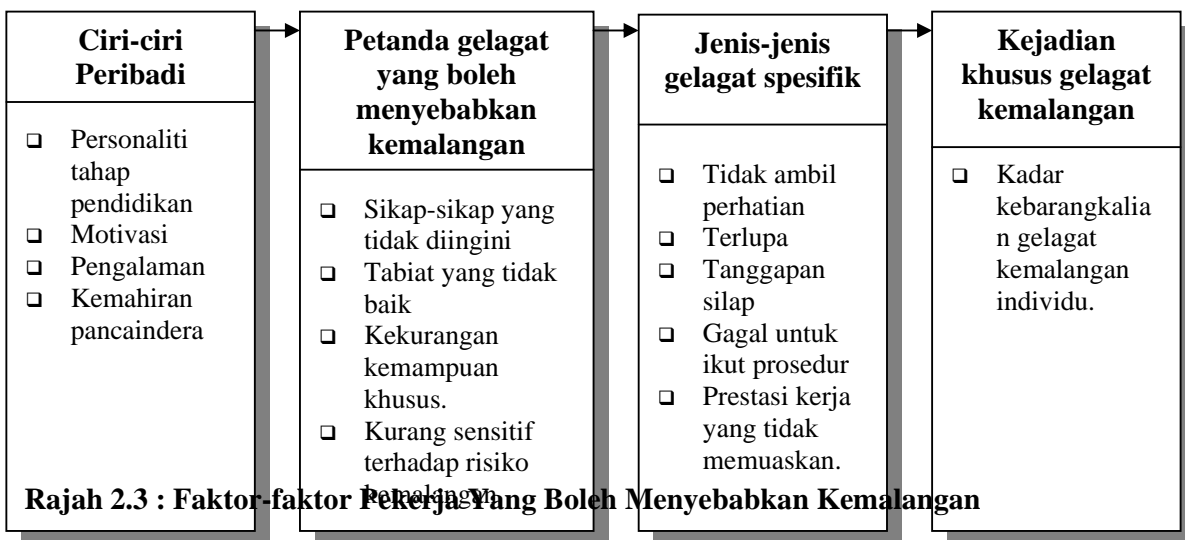 Ciri-ciri
Peribadi
❑ Personaliti
tahap
pendidikan
❑ Motivasi
❑ Pengalaman
❑ Kemahiran
pancaindera
Petanda gelagat
yang boleh
menyebabkan
kemalangan
❑ Sikap-sikap yang
tidak diingini
❑ Tabiat yang tidak
baik
❑ Kekurangan
kemampuan
khusus.
❑ Kurang sensitif
terhadap risiko
kemalangan
Jenis-jenis
gelagat spesifik
❑ Tidak ambil
perhatian
❑ Terlupa
❑ Tanggapan
silap
❑ Gagal untuk
ikut prosedur
❑ Prestasi kerja
yang tidak
memuaskan.
Kejadian
khusus gelagat
kemalangan
❑ Kadar
kebarangkalia
n gelagat
kemalangan
individu.
Rajah 2.3 : Faktor-faktor Pekerja Yang Boleh Menyebabkan Kemalangan